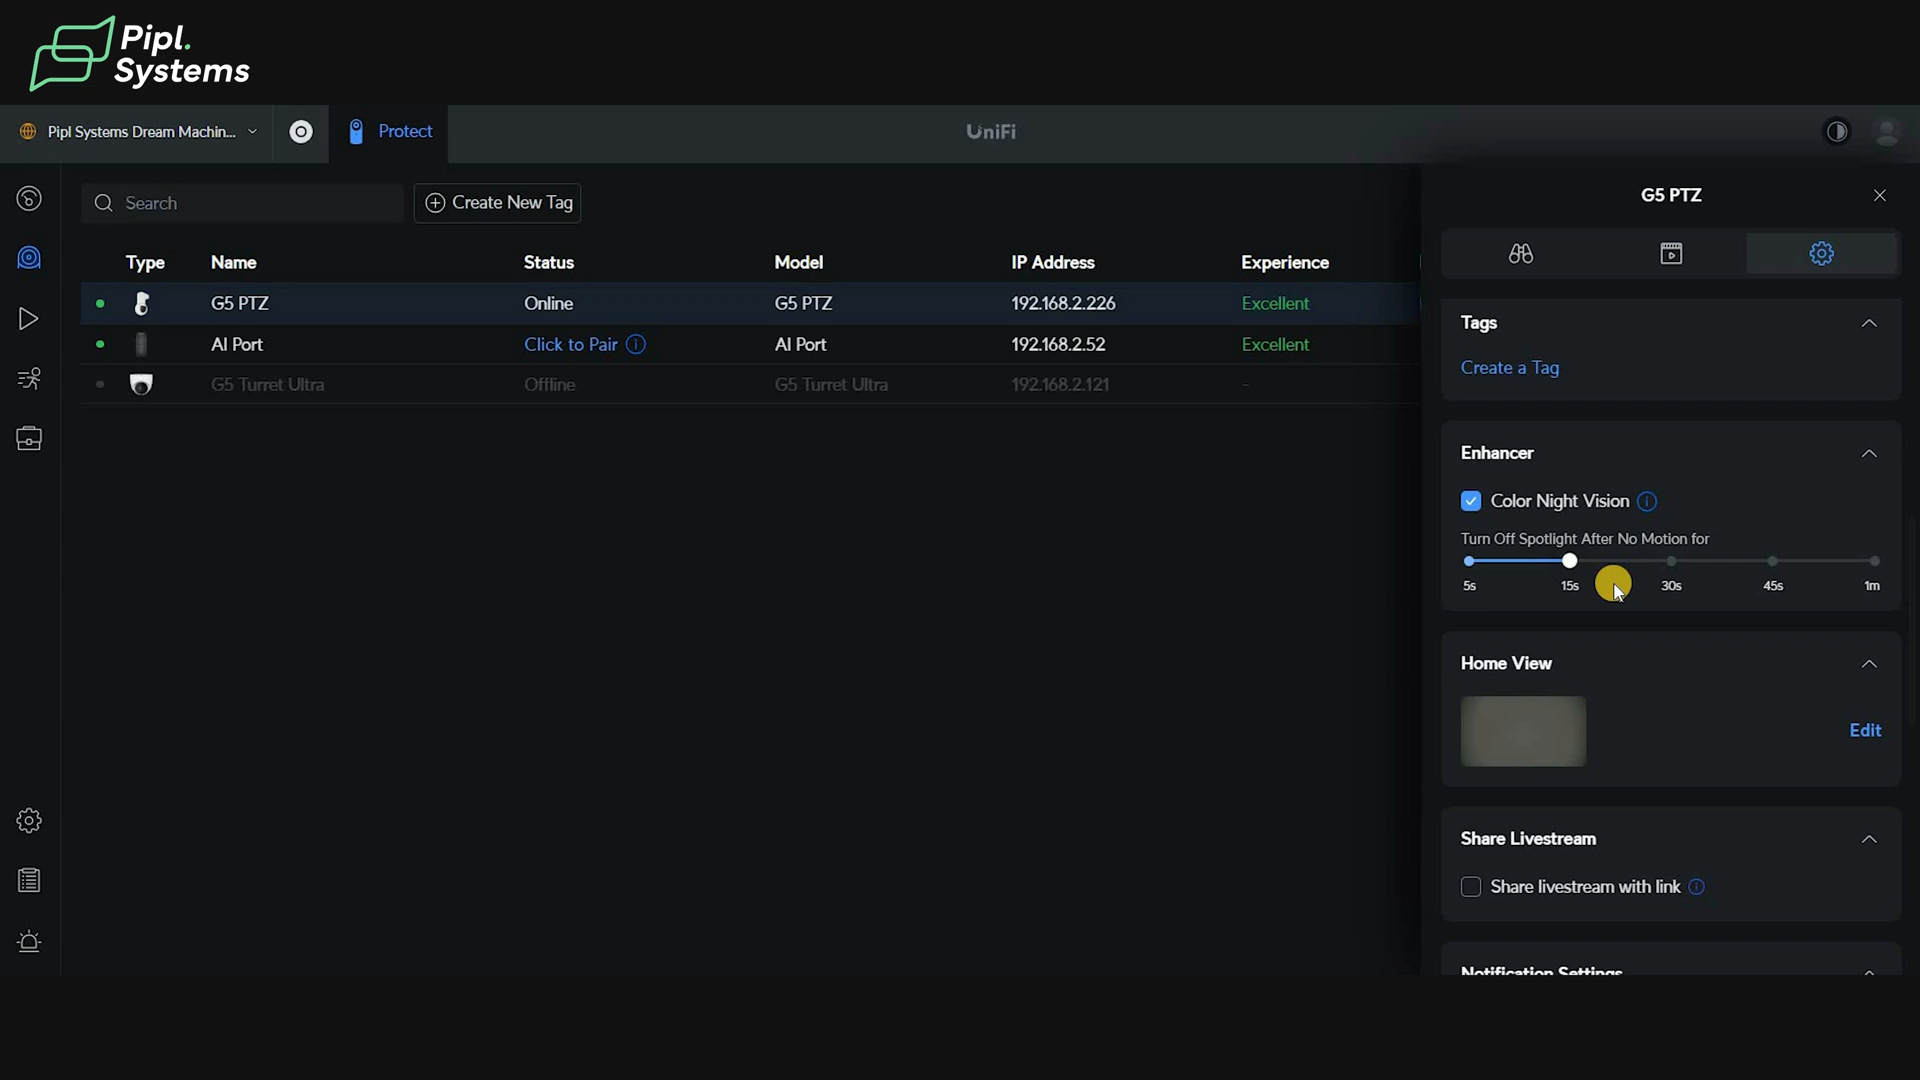 Pipl.
Systems
Pipl Systems Dream Machin...
Protect
UniFi
Search
Create New Tag
Type Name Status Model IP Address Experience
G5 PTZ Online G5 PTZ 192.168.2.226 Excellent
AI Port Click to Pair AI Port 192.168.2.52 Excellent
G5 Turret Ultra Offline G5 Turret Ultra 192.168.2.121 -
G5 PTZ
Tags
Create a Tag
Enhancer
Color Night Vision
Turn Off Spotlight After No Motion for
5s 15s 30s 45s 1m
Home View
Edit
Share Livestream
Share livestream with link
Notification Settings